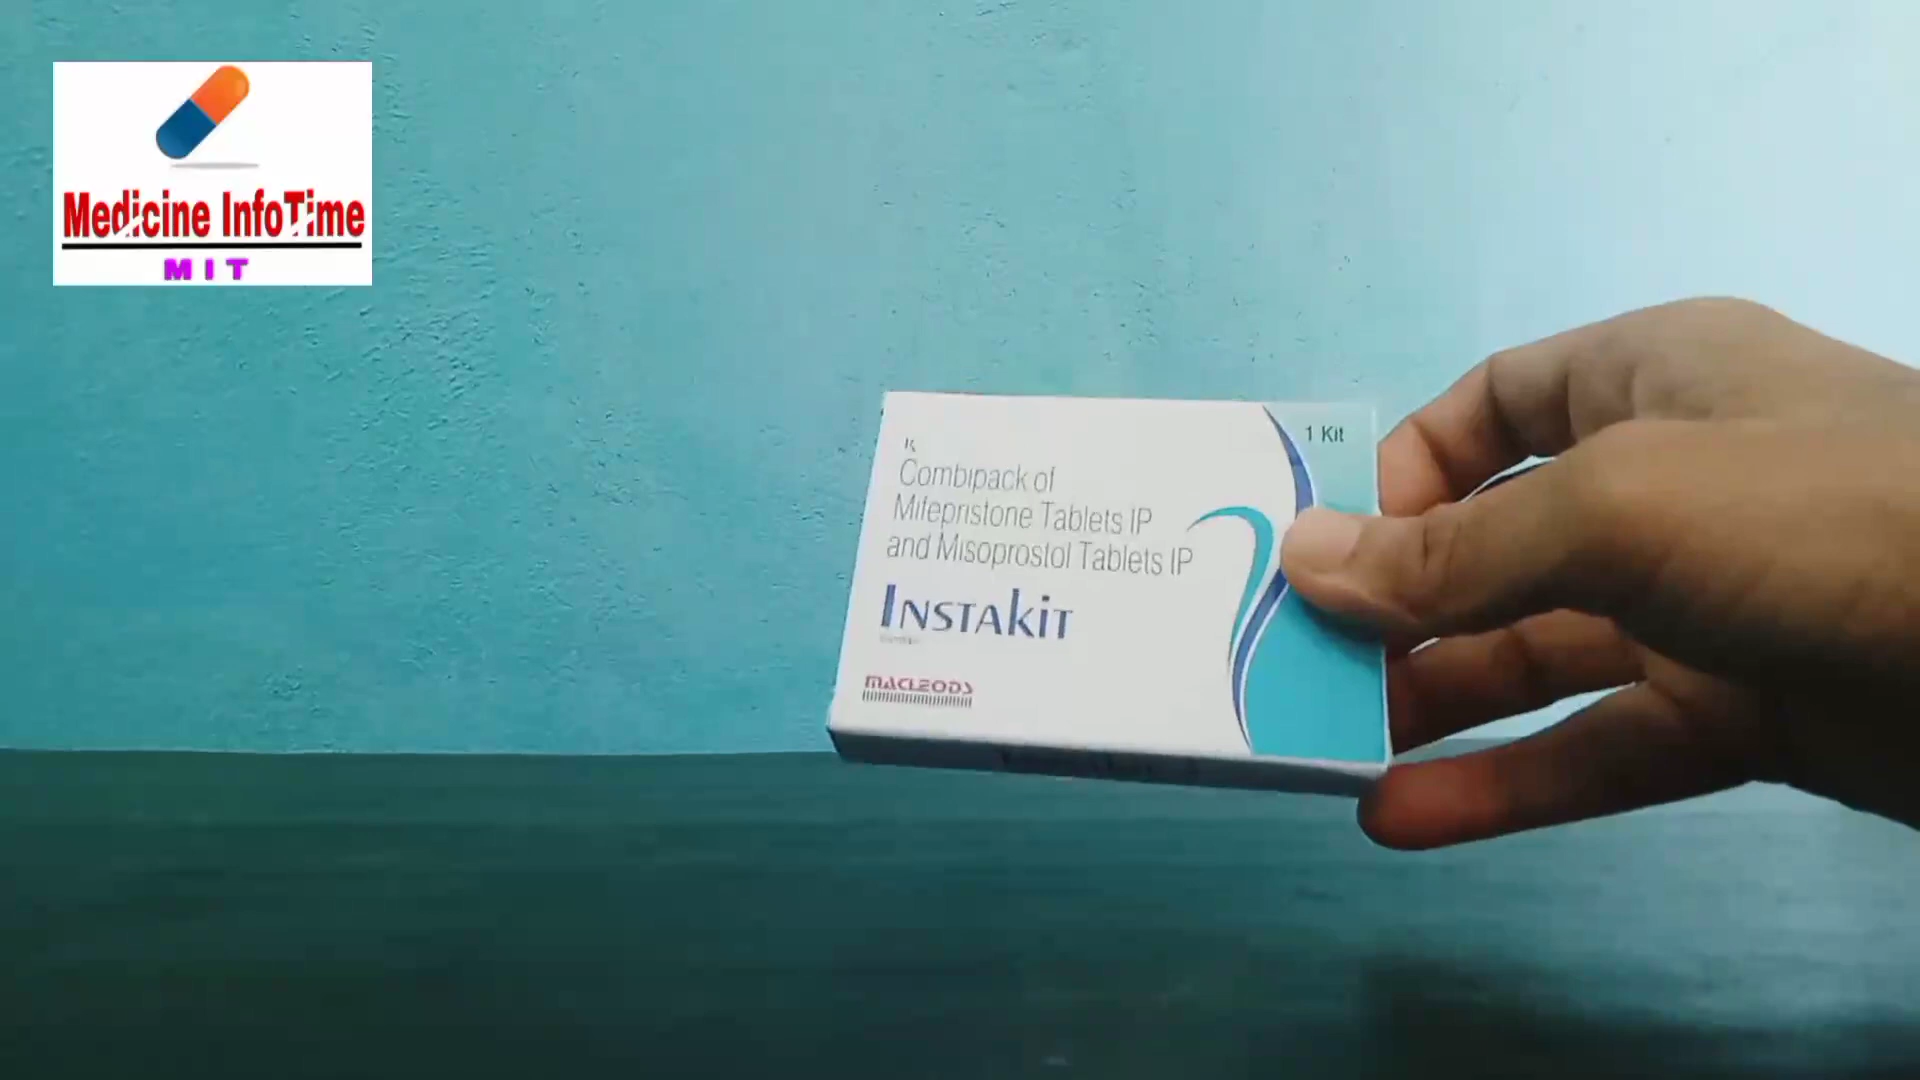 Medicine InfoTime
MIT
1 Kit
Combipack of
Mifepristone Tablets IP
and Misoprostol Tablets IP
INSTAKIT
MACLEODS